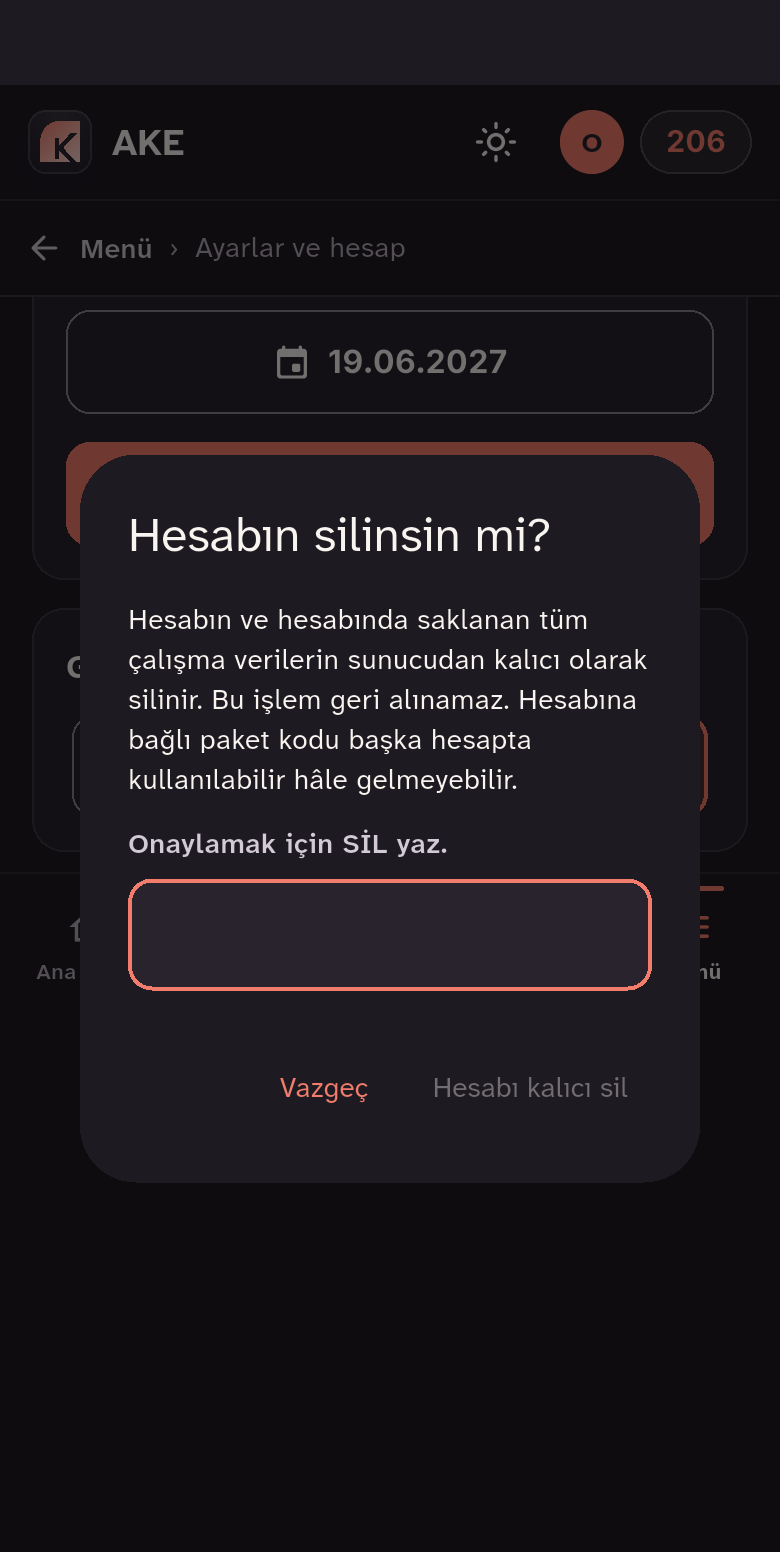 AKE
O
206
Menü › Ayarlar ve hesap
19.06.2027
Hesabın silinsin mi?
Hesabın ve hesabında saklanan tüm
çalışma verilerin sunucudan kalıcı olarak
silinir. Bu işlem geri alınamaz. Hesabına
bağlı paket kodu başka hesapta
kullanılabilir hâle gelmeyebilir.
Onaylamak için SİL yaz.
Ana
Vazgeç
Hesabı kalıcı sil